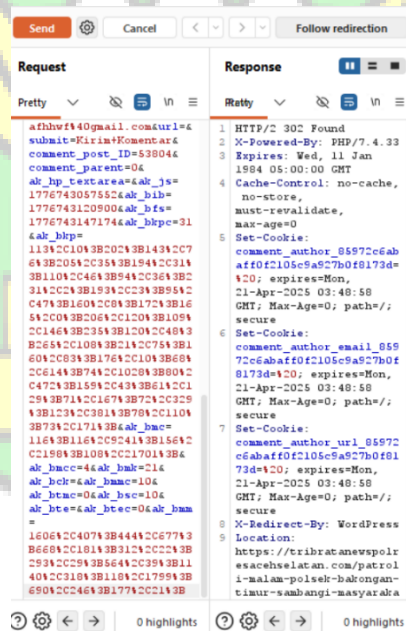 Send
Cancel
Follow redirection
Request
Response
Pretty
\n
Pretty
\n
afhhwf%40gmail.com&url=&
submit=Kirim+Komentar&
comment_post_ID=53804&
comment_parent=0&
ak_hp_textarea=&ak_js=
1776743057552&ak_bib=
1776743120900&ak_bfs=
1776743147174&ak_bkpc=31
&ak_bkp=
113%2C10%3B202%3B143%2C7
6%3B205%2C35%3B194%2C31%
3B110%2C46%3B94%2C36%3B2
31%2C2%3B193%2C23%3B95%2
C47%3B160%2C8%3B172%3B16
5%2C0%3B206%2C120%3B109%
2C146%3B235%3B120%2C48%3
B265%2C108%3B21%2C75%3B1
60%2C83%3B176%2C10%3B68%
2C614%3B74%2C1028%3B80%2
C472%3B159%2C43%3B61%2C1
29%3B71%2C167%3B72%2C329
%3B123%2C381%3B78%2C110%
3B73%2C171%3B&ak_bmc=
116%3B116%2C9241%3B156%2
C2198%3B108%2C21701%3B&
ak_bmcc=4&ak_bmk=21&
ak_bck=&ak_bmmc=10&
ak_btmc=0&ak_bsc=10&
ak_bte=&ak_btec=0&ak_bmm
=
1606%2C407%3B444%2C677%3
B668%2C181%3B312%2C22%3B
293%2C29%3B564%2C39%3B11
40%2C318%3B118%2C1799%3B
690%2C246%3B177%2C21%3B
1 HTTP/2 302 Found
2 X-Powered-By: PHP/7.4.33
3 Expires: Wed, 11 Jan
1984 05:00:00 GMT
4 Cache-Control: no-cache,
no-store,
must-revalidate,
max-age=0
5 Set-Cookie:
comment_author_85972c6ab
aff0f2105c9a927b0f8173d=
%20; expires=Mon,
21-Apr-2025 03:48:58
GMT; Max-Age=0; path=/;
secure
6 Set-Cookie:
comment_author_email_859
72c6abaff0f2105c9a927b0f
8173d=%20; expires=Mon,
21-Apr-2025 03:48:58
GMT; Max-Age=0; path=/;
secure
7 Set-Cookie:
comment_author_url_85972
c6abaff0f2105c9a927b0f81
73d=%20; expires=Mon,
21-Apr-2025 03:48:58
GMT; Max-Age=0; path=/;
secure
8 X-Redirect-By: WordPress
9 Location:
https://tribratanewspolr
esacehselatan.com/patrol
i-malam-polsek-bakongan-
timur-sambangi-masyaraka
0 highlights
0 highlights